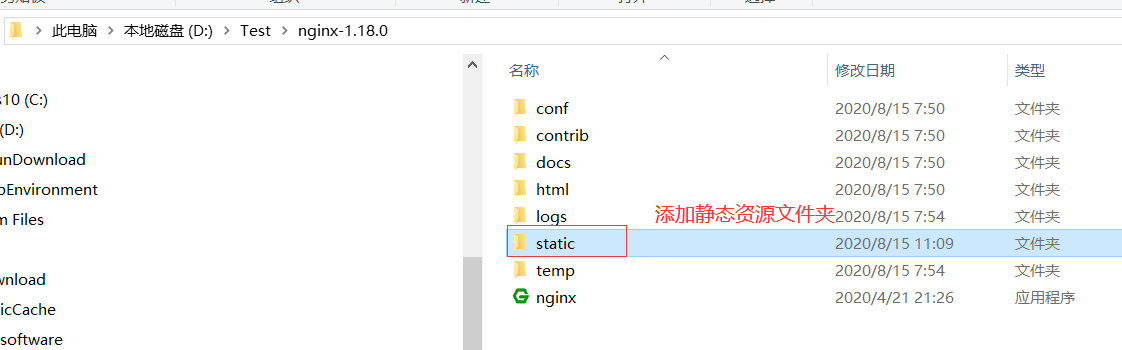 此电脑 > 本地磁盘 (D:) > Test > nginx-1.18.0
名称 修改日期 类型
s10 (C:)
(D:)
unDownload
pEnvironment
m Files
wnload
icCache
software
conf 2020/8/15 7:50 文件夹
contrib 2020/8/15 7:50 文件夹
docs 2020/8/15 7:50 文件夹
html 2020/8/15 7:50 文件夹
logs 2020/8/15 7:54 文件夹
添加静态资源文件夹
static 2020/8/15 11:09 文件夹
temp 2020/8/15 7:54 文件夹
nginx 2020/4/21 21:26 应用程序